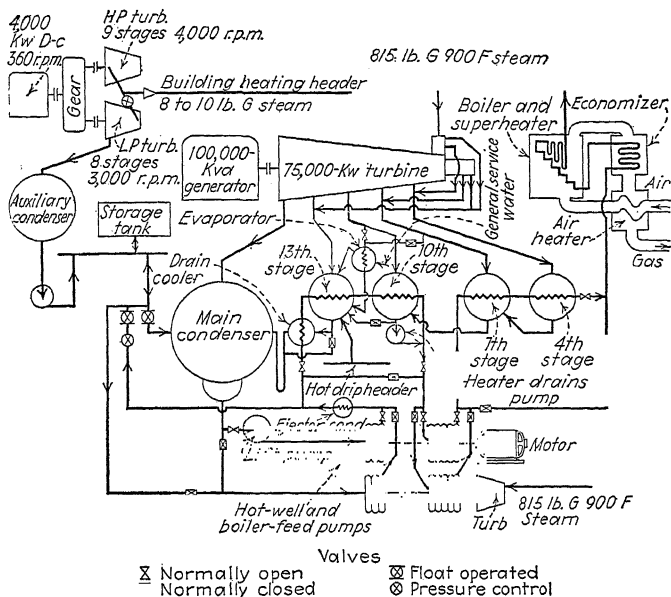 4,000
Kw D-c
360 r.p.m.
Gear
HP turb.
9 stages 4,000 r.p.m.
Building heating header
8 to 10 lb. G steam
LP turb.
8 stages
3,000 r.p.m.
815 lb. G 900 F steam
Boiler and
superheater
Economizer
100,000-
Kva
generator
75,000-Kw turbine
General service
water
Air
Air
heater
Gas
Auxiliary
condenser
Storage
tank
Evaporator
Drain
cooler
13th
stage
10th
stage
Main
condenser
7th
stage
4th
stage
Heater drains
pump
Hot drip header
Ejector cond
Motor
Hot-well and
boiler-feed pumps
Turb
815 lb. G 900 F
Steam
Valves
Normally open
Normally closed
Float operated
Pressure control